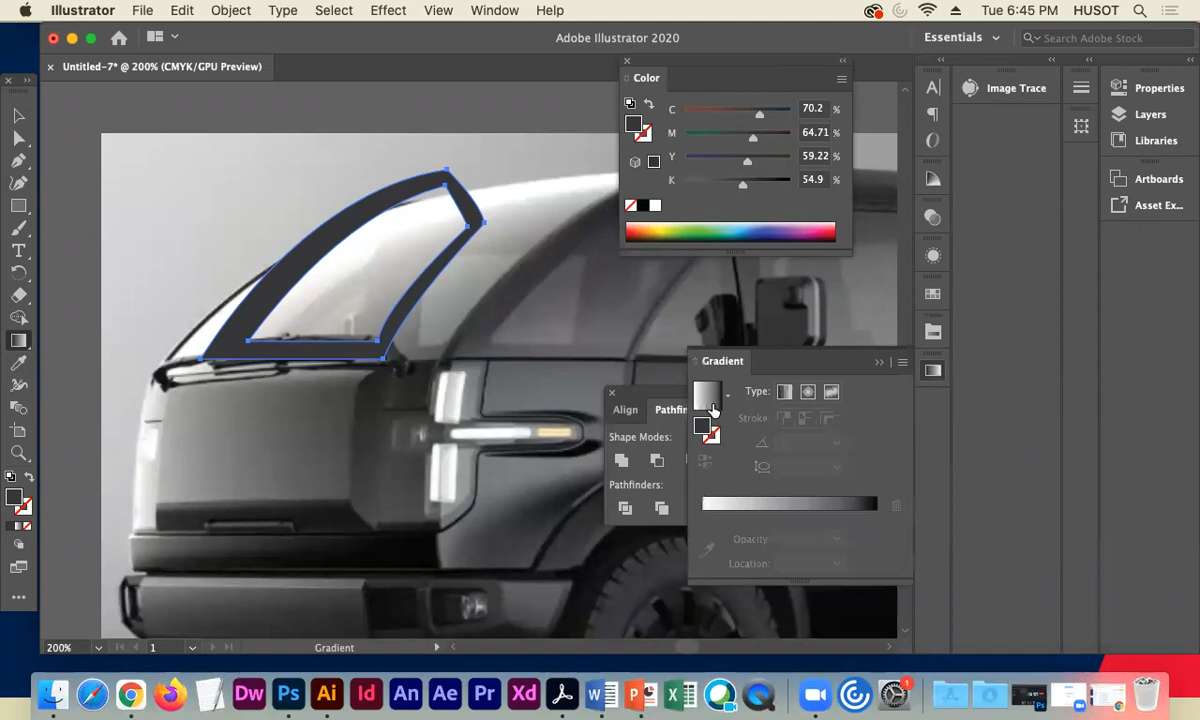 Illustrator File Edit Object Type Select Effect View Window Help Tue 6:45 PM HUSOT
Adobe Illustrator 2020
Essentials
Search Adobe Stock
Untitled-7* @ 200% (CMYK/GPU Preview)
Color
C 70.2 %
M 64.71 %
Y 59.22 %
K 54.9 %
Image Trace
Properties
Layers
Libraries
Artboards
Asset Ex...
Gradient
Type:
Stroke:
Opacity:
Location:
Align Pathfin
Shape Modes:
Pathfinders:
200% 1 Gradient
Dw Ps Ai Id An Ae Pr Xd W P X
1